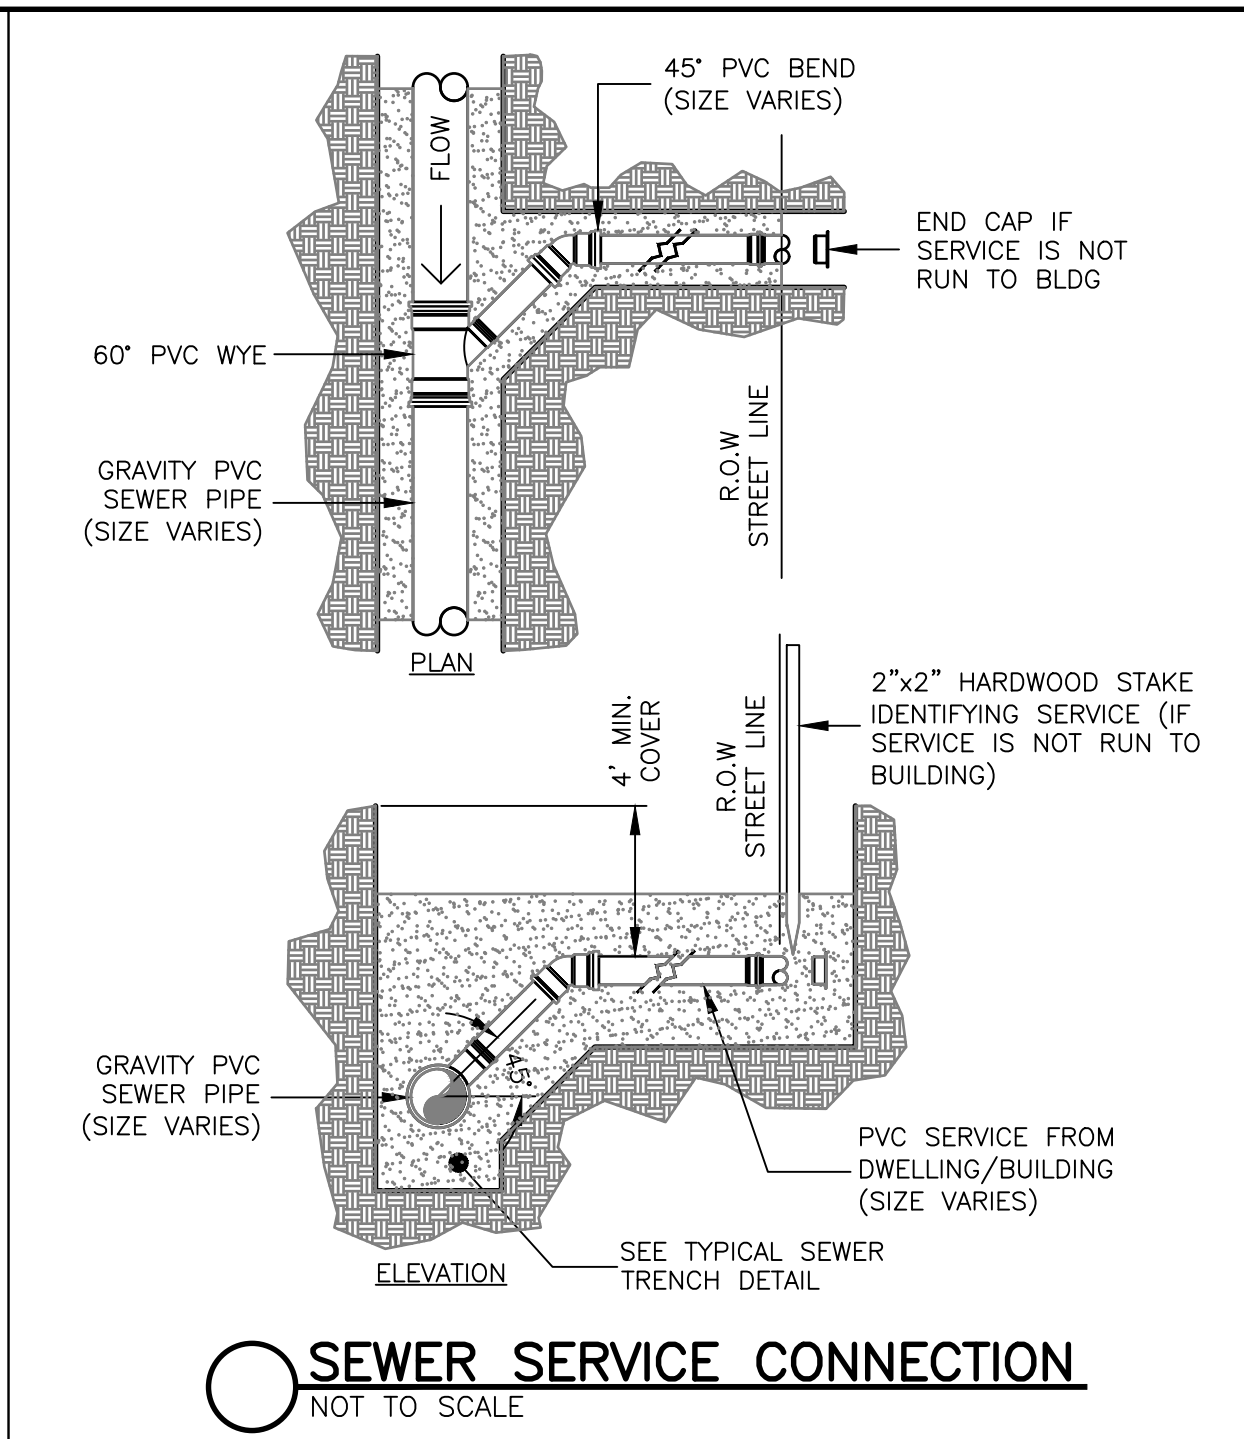 45° PVC BEND
(SIZE VARIES)
FLOW
END CAP IF
SERVICE IS NOT
RUN TO BLDG
60° PVC WYE
R.O.W
STREET LINE
GRAVITY PVC
SEWER PIPE
(SIZE VARIES)
PLAN
4' MIN.
COVER
R.O.W
STREET LINE
2”x2” HARDWOOD STAKE
IDENTIFYING SERVICE (IF
SERVICE IS NOT RUN TO
BUILDING)
45°
GRAVITY PVC
SEWER PIPE
(SIZE VARIES)
PVC SERVICE FROM
DWELLING/BUILDING
(SIZE VARIES)
SEE TYPICAL SEWER
TRENCH DETAIL
ELEVATION
SEWER SERVICE CONNECTION
NOT TO SCALE